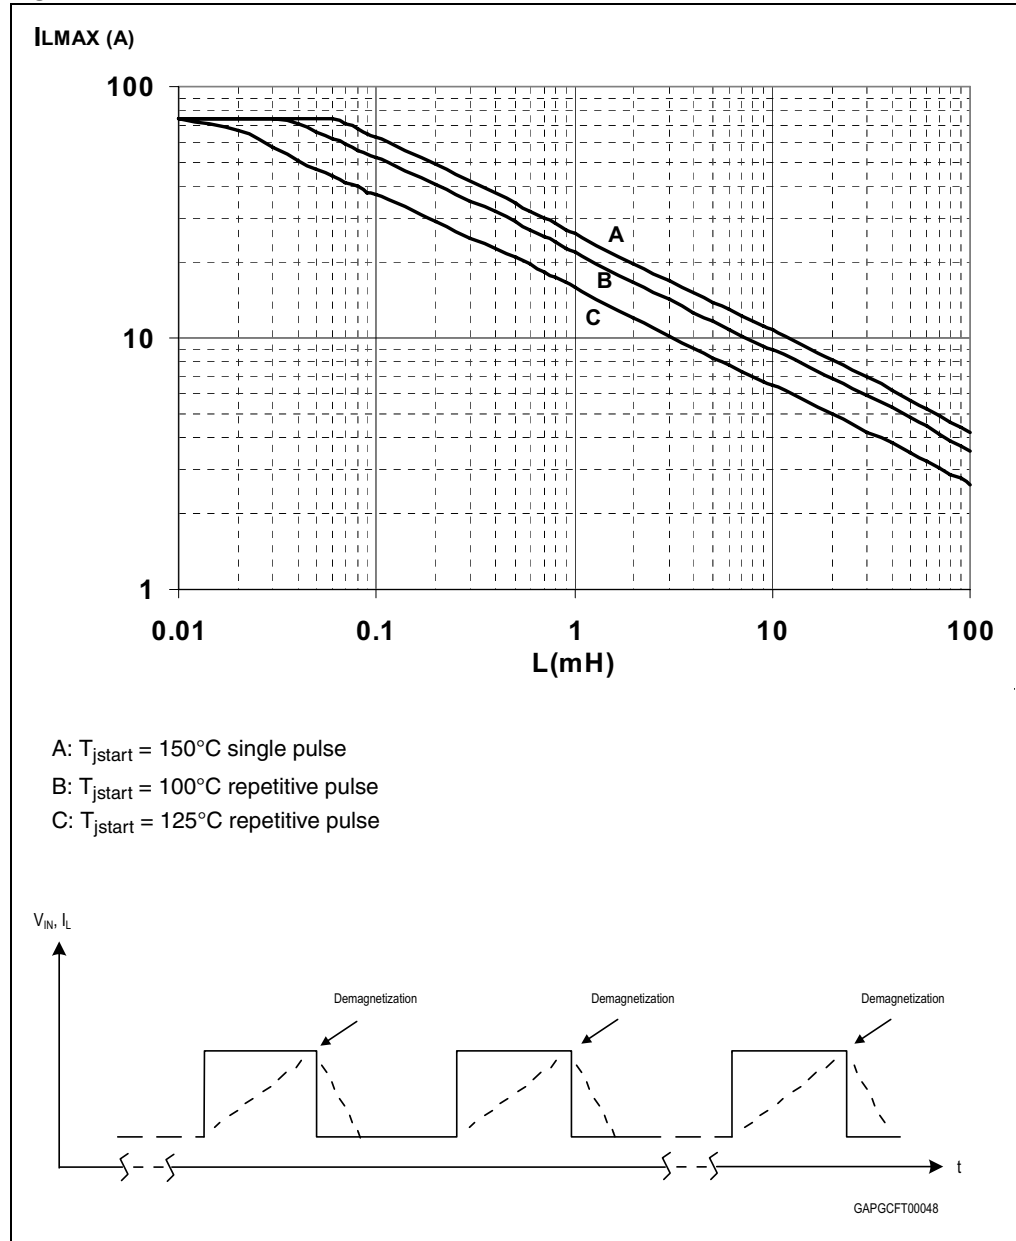 ILMAX (A)
100
10
1
A
B
C
0.01 0.1 1 10 100
L(mH)
A: Tjstart = 150°C single pulse
B: Tjstart = 100°C repetitive pulse
C: Tjstart = 125°C repetitive pulse
VIN, IL
Demagnetization Demagnetization Demagnetization
t
GAPGCFT00048